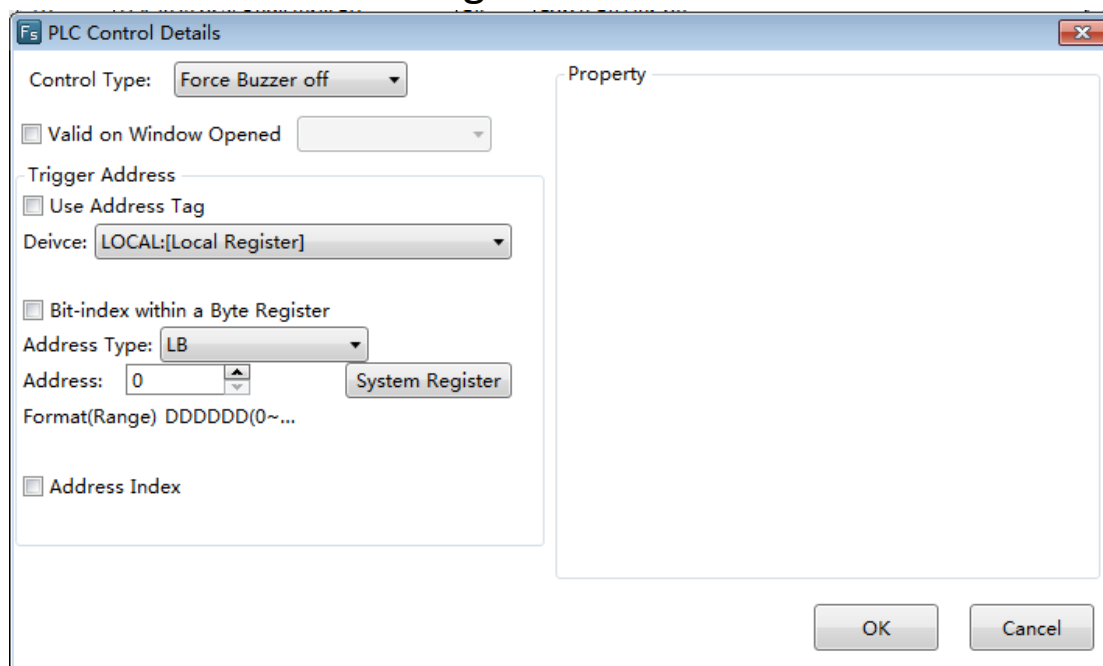 Fs PLC Control Details
Control Type: Force Buzzer off
Valid on Window Opened
Trigger Address
Use Address Tag
Deivce: LOCAL:[Local Register]
Bit-index within a Byte Register
Address Type: LB
Address: 0 System Register
Format(Range) DDDDDD(0~...
Address Index
Property
OK Cancel